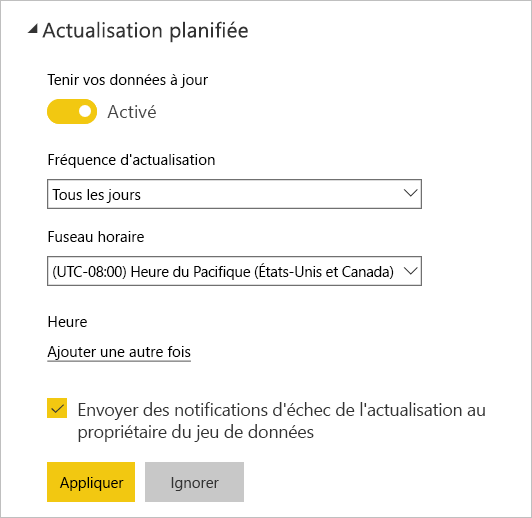 Actualisation planifiée
Tenir vos données à jour
Activé
Fréquence d'actualisation
Tous les jours
Fuseau horaire
(UTC-08:00) Heure du Pacifique (États-Unis et Canada)
Heure
Ajouter une autre fois
Envoyer des notifications d'échec de l'actualisation au
propriétaire du jeu de données
Appliquer
Ignorer